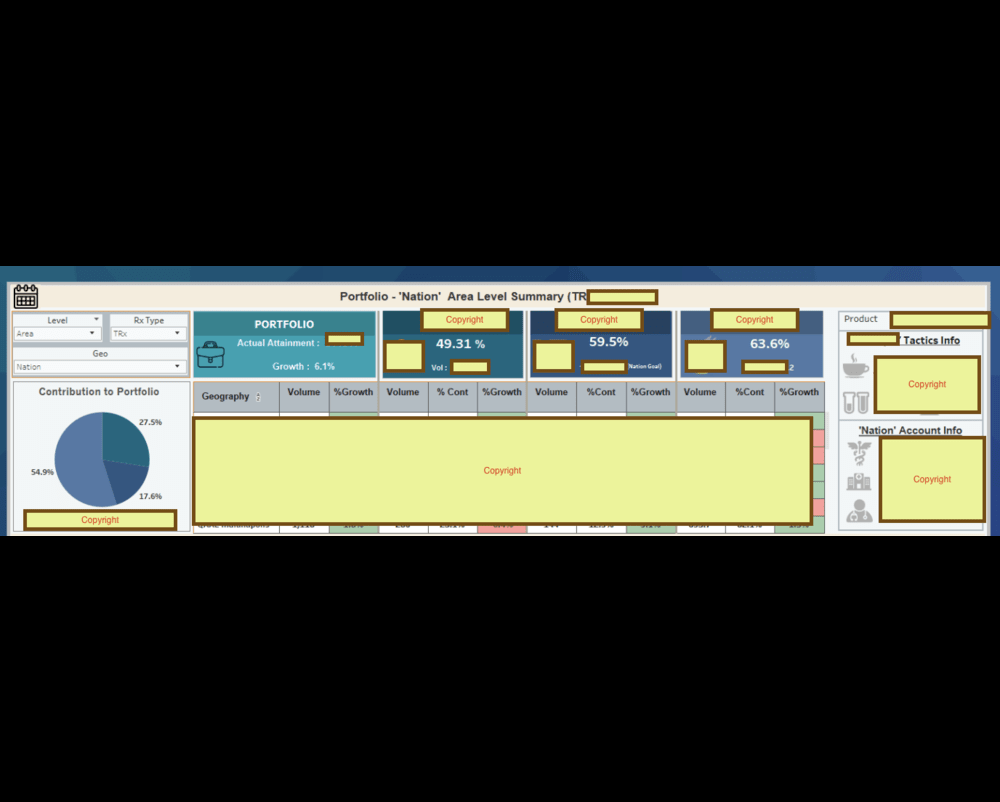 Portfolio - 'Nation' Area Level Summary (TR
Level
Rx Type
Area
TRx
Geo
Nation
PORTFOLIO
Actual Attainment :
Growth : 6.1%
Copyright
49.31 %
Vol :
Copyright
59.5%
Nation Goal)
Copyright
63.6%
2
Product
Tactics Info
Copyright
'Nation' Account Info
Copyright
Contribution to Portfolio
27.5%
54.9%
17.6%
Copyright
Geography
Volume %Growth Volume % Cont %Growth Volume %Cont %Growth Volume %Cont %Growth
Copyright